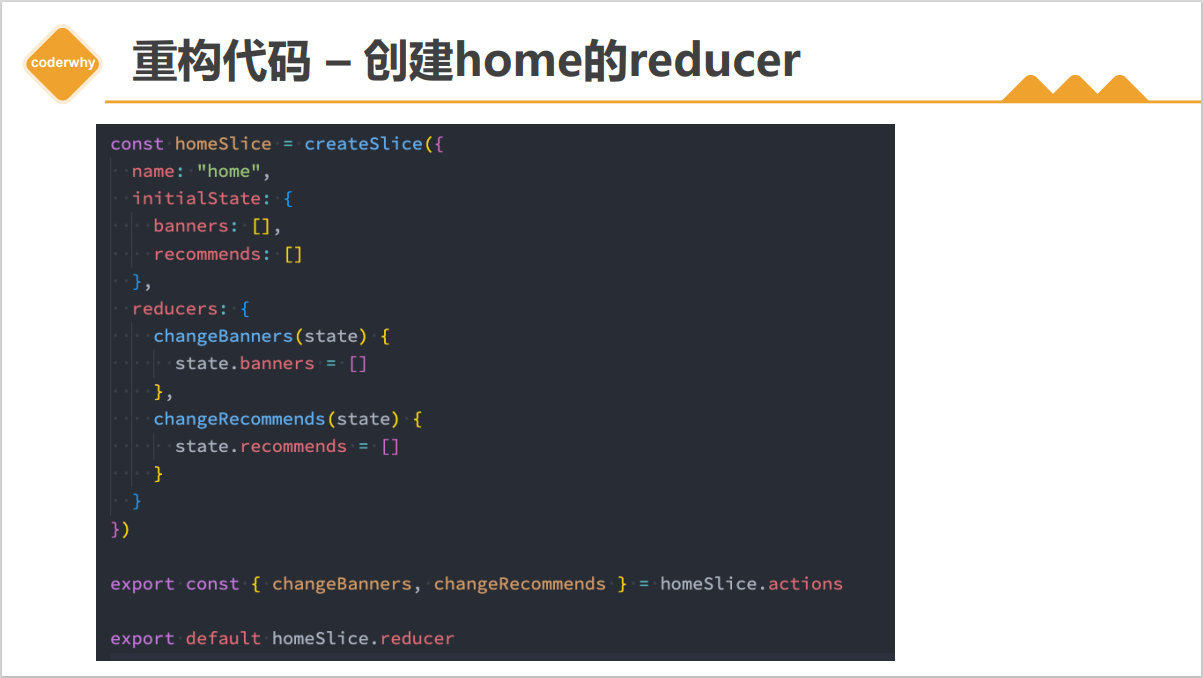 coderwhy
重构代码 – 创建home的reducer
const homeSlice = createSlice({
  name: "home",
  initialState: {
    banners: [],
    recommends: []
  },
  reducers: {
    changeBanners(state) {
      state.banners = []
    },
    changeRecommends(state) {
      state.recommends = []
    }
  }
})
export const { changeBanners, changeRecommends } = homeSlice.actions
export default homeSlice.reducer